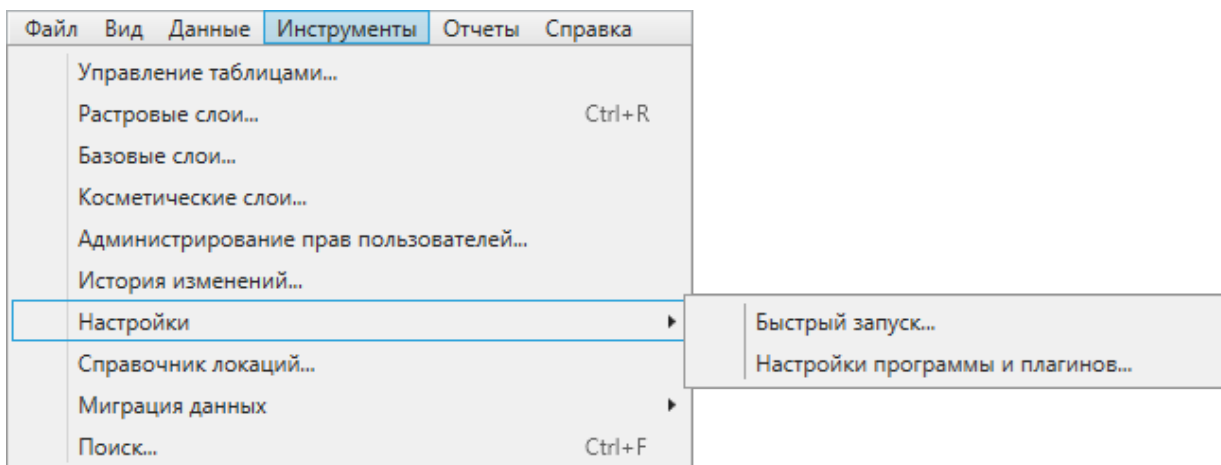 Файл Вид Данные Инструменты Отчеты Справка
Управление таблицами...
Растровые слои... Ctrl+R
Базовые слои...
Косметические слои...
Администрирование прав пользователей...
История изменений...
Настройки Быстрый запуск...
Справочник локаций... Настройки программы и плагинов...
Миграция данных
Поиск... Ctrl+F